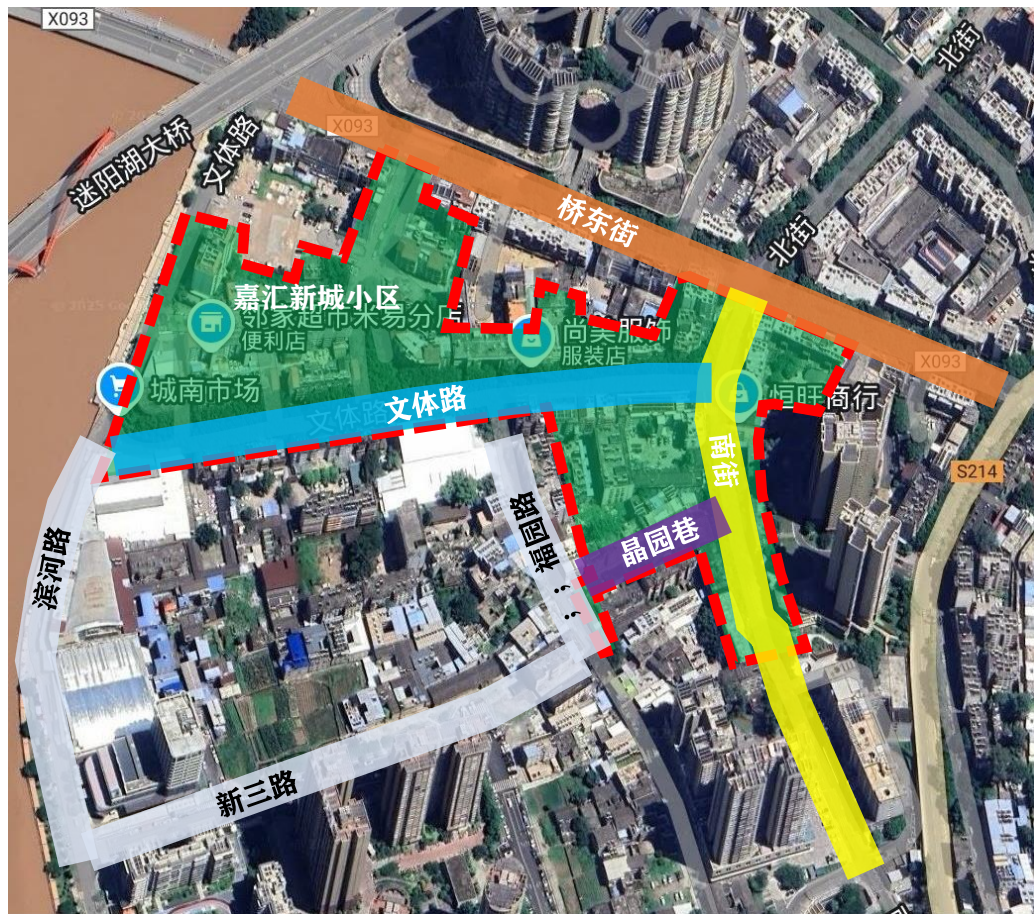 X093
北街
文体路
X093
迷阳湖大桥
桥东街
北街
嘉汇新城小区
邻家超市米易分店
便利店
尚美服饰
服装店
X093
城南市场
文体路
文体路
恒旺商行
南街
S214
晶园巷
福园路
滨河路
新三路